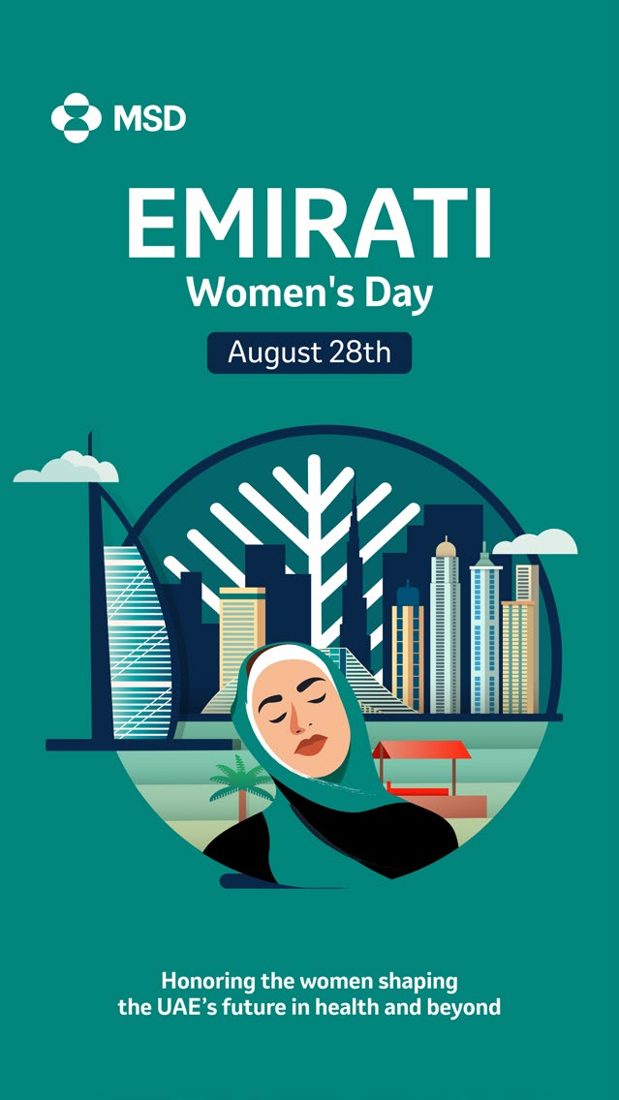 MSD
EMIRATI
Women's Day
August 28th
Honoring the women shaping
the UAE’s future in health and beyond